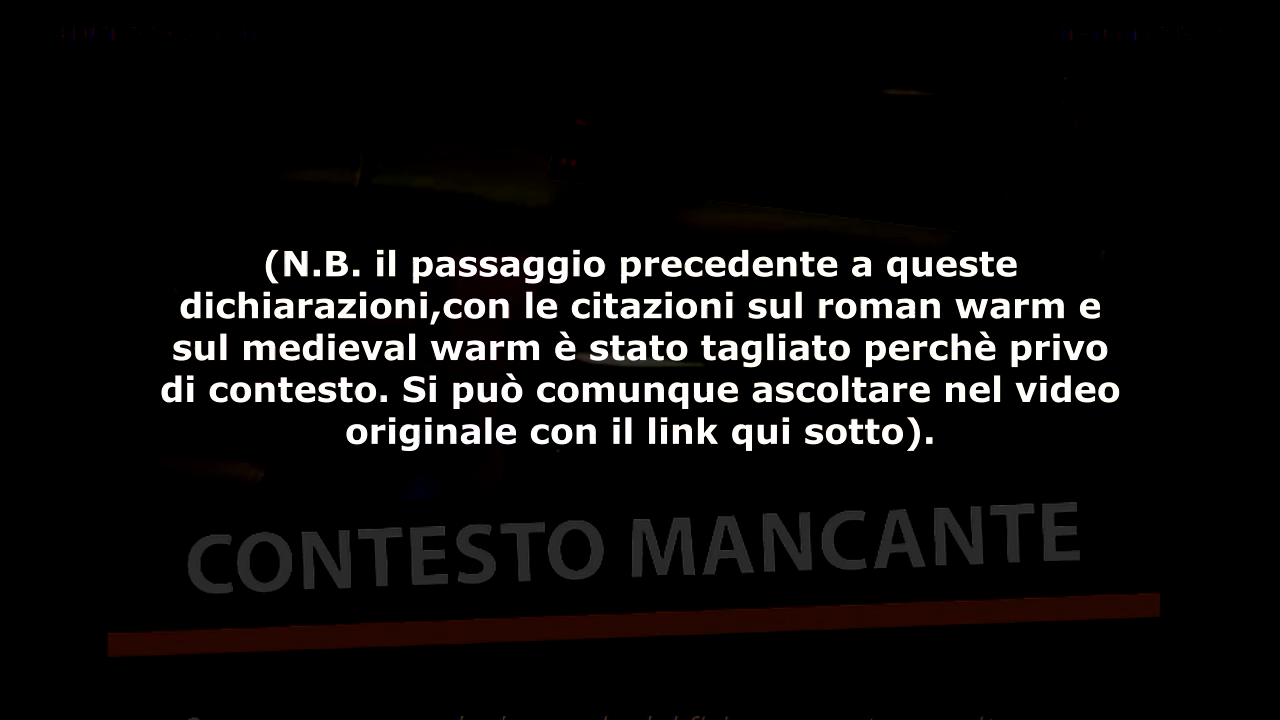 (N.B. il passaggio precedente a queste
dichiarazioni,con le citazioni sul roman warm e
sul medieval warm è stato tagliato perchè privo
di contesto. Si può comunque ascoltare nel video
originale con il link qui sotto).
CONTESTO MANCANTE